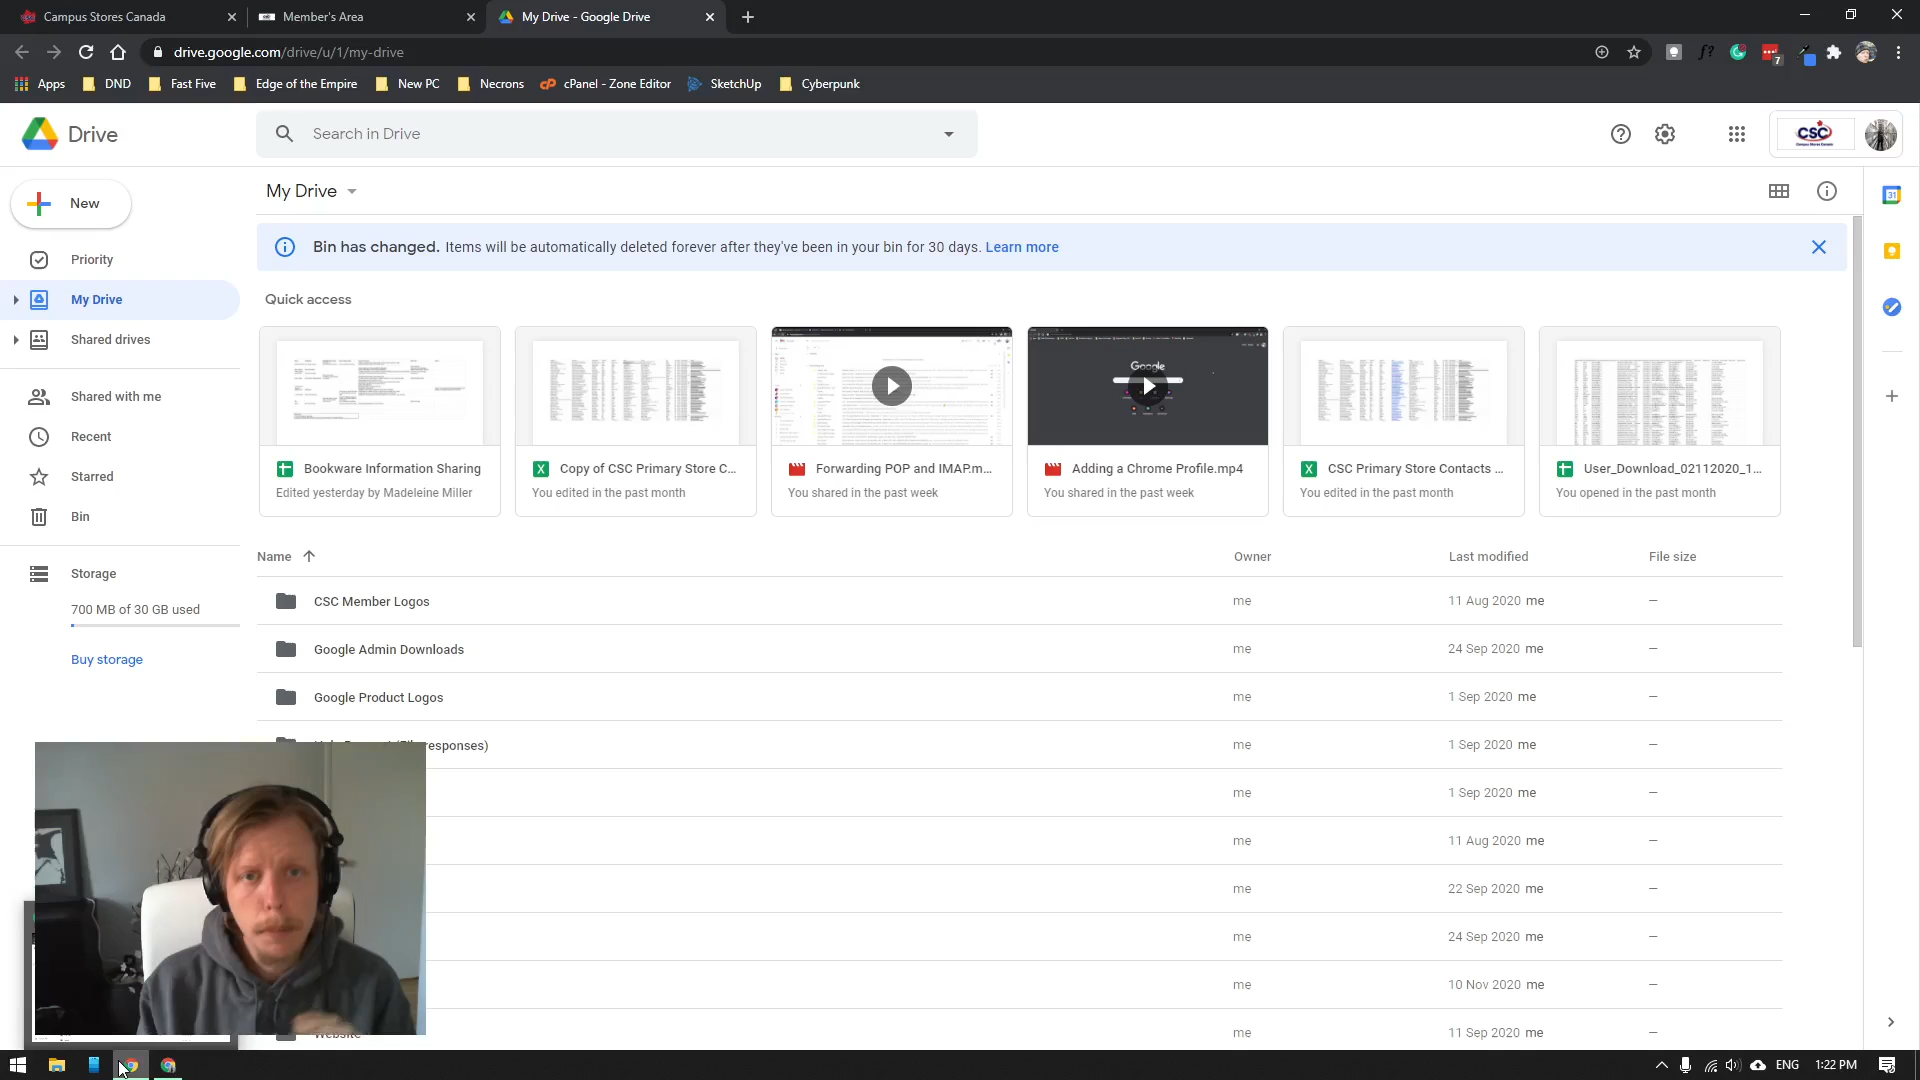 Campus Stores Canada
Member's Area
My Drive - Google Drive
drive.google.com/drive/u/1/my-drive
7
Apps
DND
Fast Five
Edge of the Empire
New PC
Necrons
cPanel - Zone Editor
SketchUp
Cyberpunk
Drive
Search in Drive
CSC
Campus Stores Canada
New
My Drive
31
Bin has changed. Items will be automatically deleted forever after they've been in your bin for 30 days. Learn more
Priority
My Drive
Shared drives
Shared with me
Recent
Starred
Bin
Storage
700 MB of 30 GB used
Buy storage
Quick access
Google
Bookware Information Sharing
Edited yesterday by Madeleine Miller
Copy of CSC Primary Store C...
You edited in the past month
Forwarding POP and IMAP.m...
You shared in the past week
Adding a Chrome Profile.mp4
You shared in the past week
CSC Primary Store Contacts ...
You edited in the past month
User_Download_02112020_1...
You opened in the past month
Name Owner Last modified File size
CSC Member Logos me 11 Aug 2020 me —
Google Admin Downloads me 24 Sep 2020 me —
Google Product Logos me 1 Sep 2020 me —
responses) me 1 Sep 2020 me —
me 1 Sep 2020 me —
me 11 Aug 2020 me —
me 22 Sep 2020 me —
me 24 Sep 2020 me —
me 10 Nov 2020 me —
Website me 11 Sep 2020 me —
ENG
1:22 PM